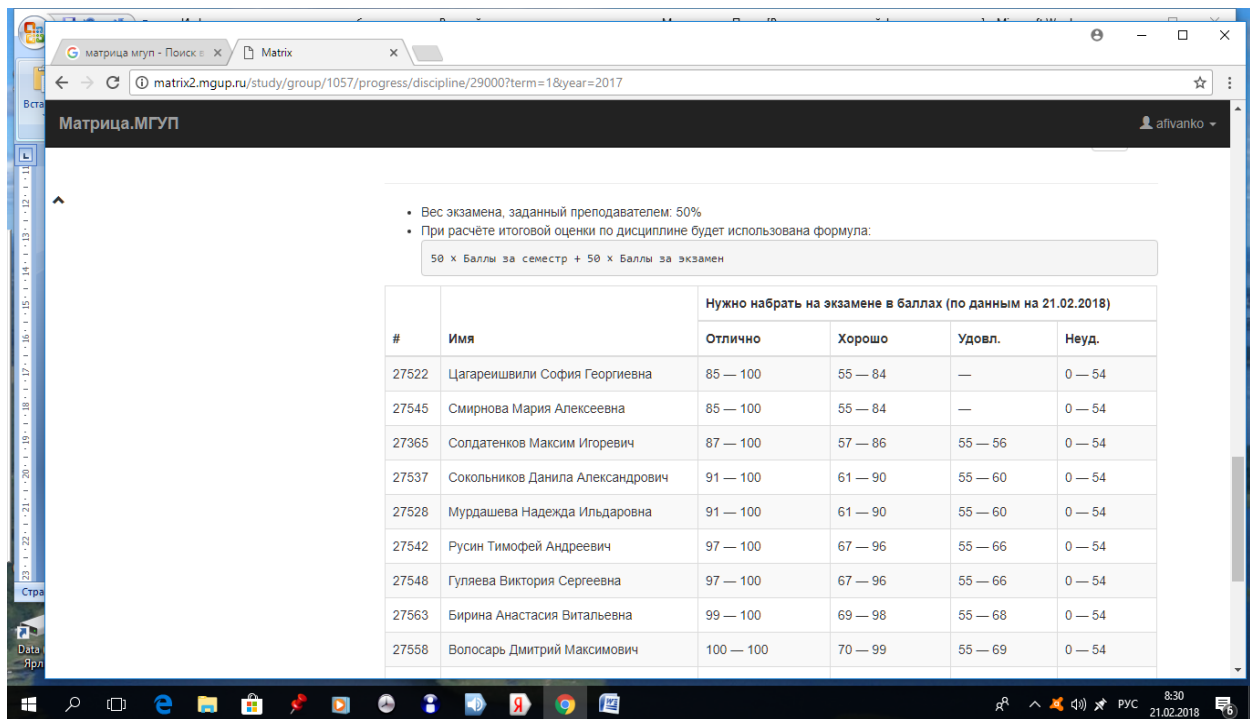 матрица мгуп - Поиск в
Matrix
matrix2.mgup.ru/study/group/1057/progress/discipline/29000?term=1&year=2017
Вста
Матрица.МГУП
afivanko
Вес экзамена, заданный преподавателем: 50%
При расчёте итоговой оценки по дисциплине будет использована формула:
50 × Баллы за семестр + 50 × Баллы за экзамен
Нужно набрать на экзамене в баллах (по данным на 21.02.2018)
# Имя Отлично Хорошо Удовл. Неуд.
27522 Цагареишвили София Георгиевна 85 — 100 55 — 84 — 0 — 54
27545 Смирнова Мария Алексеевна 85 — 100 55 — 84 — 0 — 54
27365 Солдатенков Максим Игоревич 87 — 100 57 — 86 55 — 56 0 — 54
27537 Сокольников Данила Александрович 91 — 100 61 — 90 55 — 60 0 — 54
27528 Мурдашева Надежда Ильдаровна 91 — 100 61 — 90 55 — 60 0 — 54
27542 Русин Тимофей Андреевич 97 — 100 67 — 96 55 — 66 0 — 54
27548 Гуляева Виктория Сергеевна 97 — 100 67 — 96 55 — 66 0 — 54
27563 Бирина Анастасия Витальевна 99 — 100 69 — 98 55 — 68 0 — 54
27558 Волосарь Дмитрий Максимович 100 — 100 70 — 99 55 — 69 0 — 54
Стра
Data
Ярл
РУС
8:30
21.02.2018
6